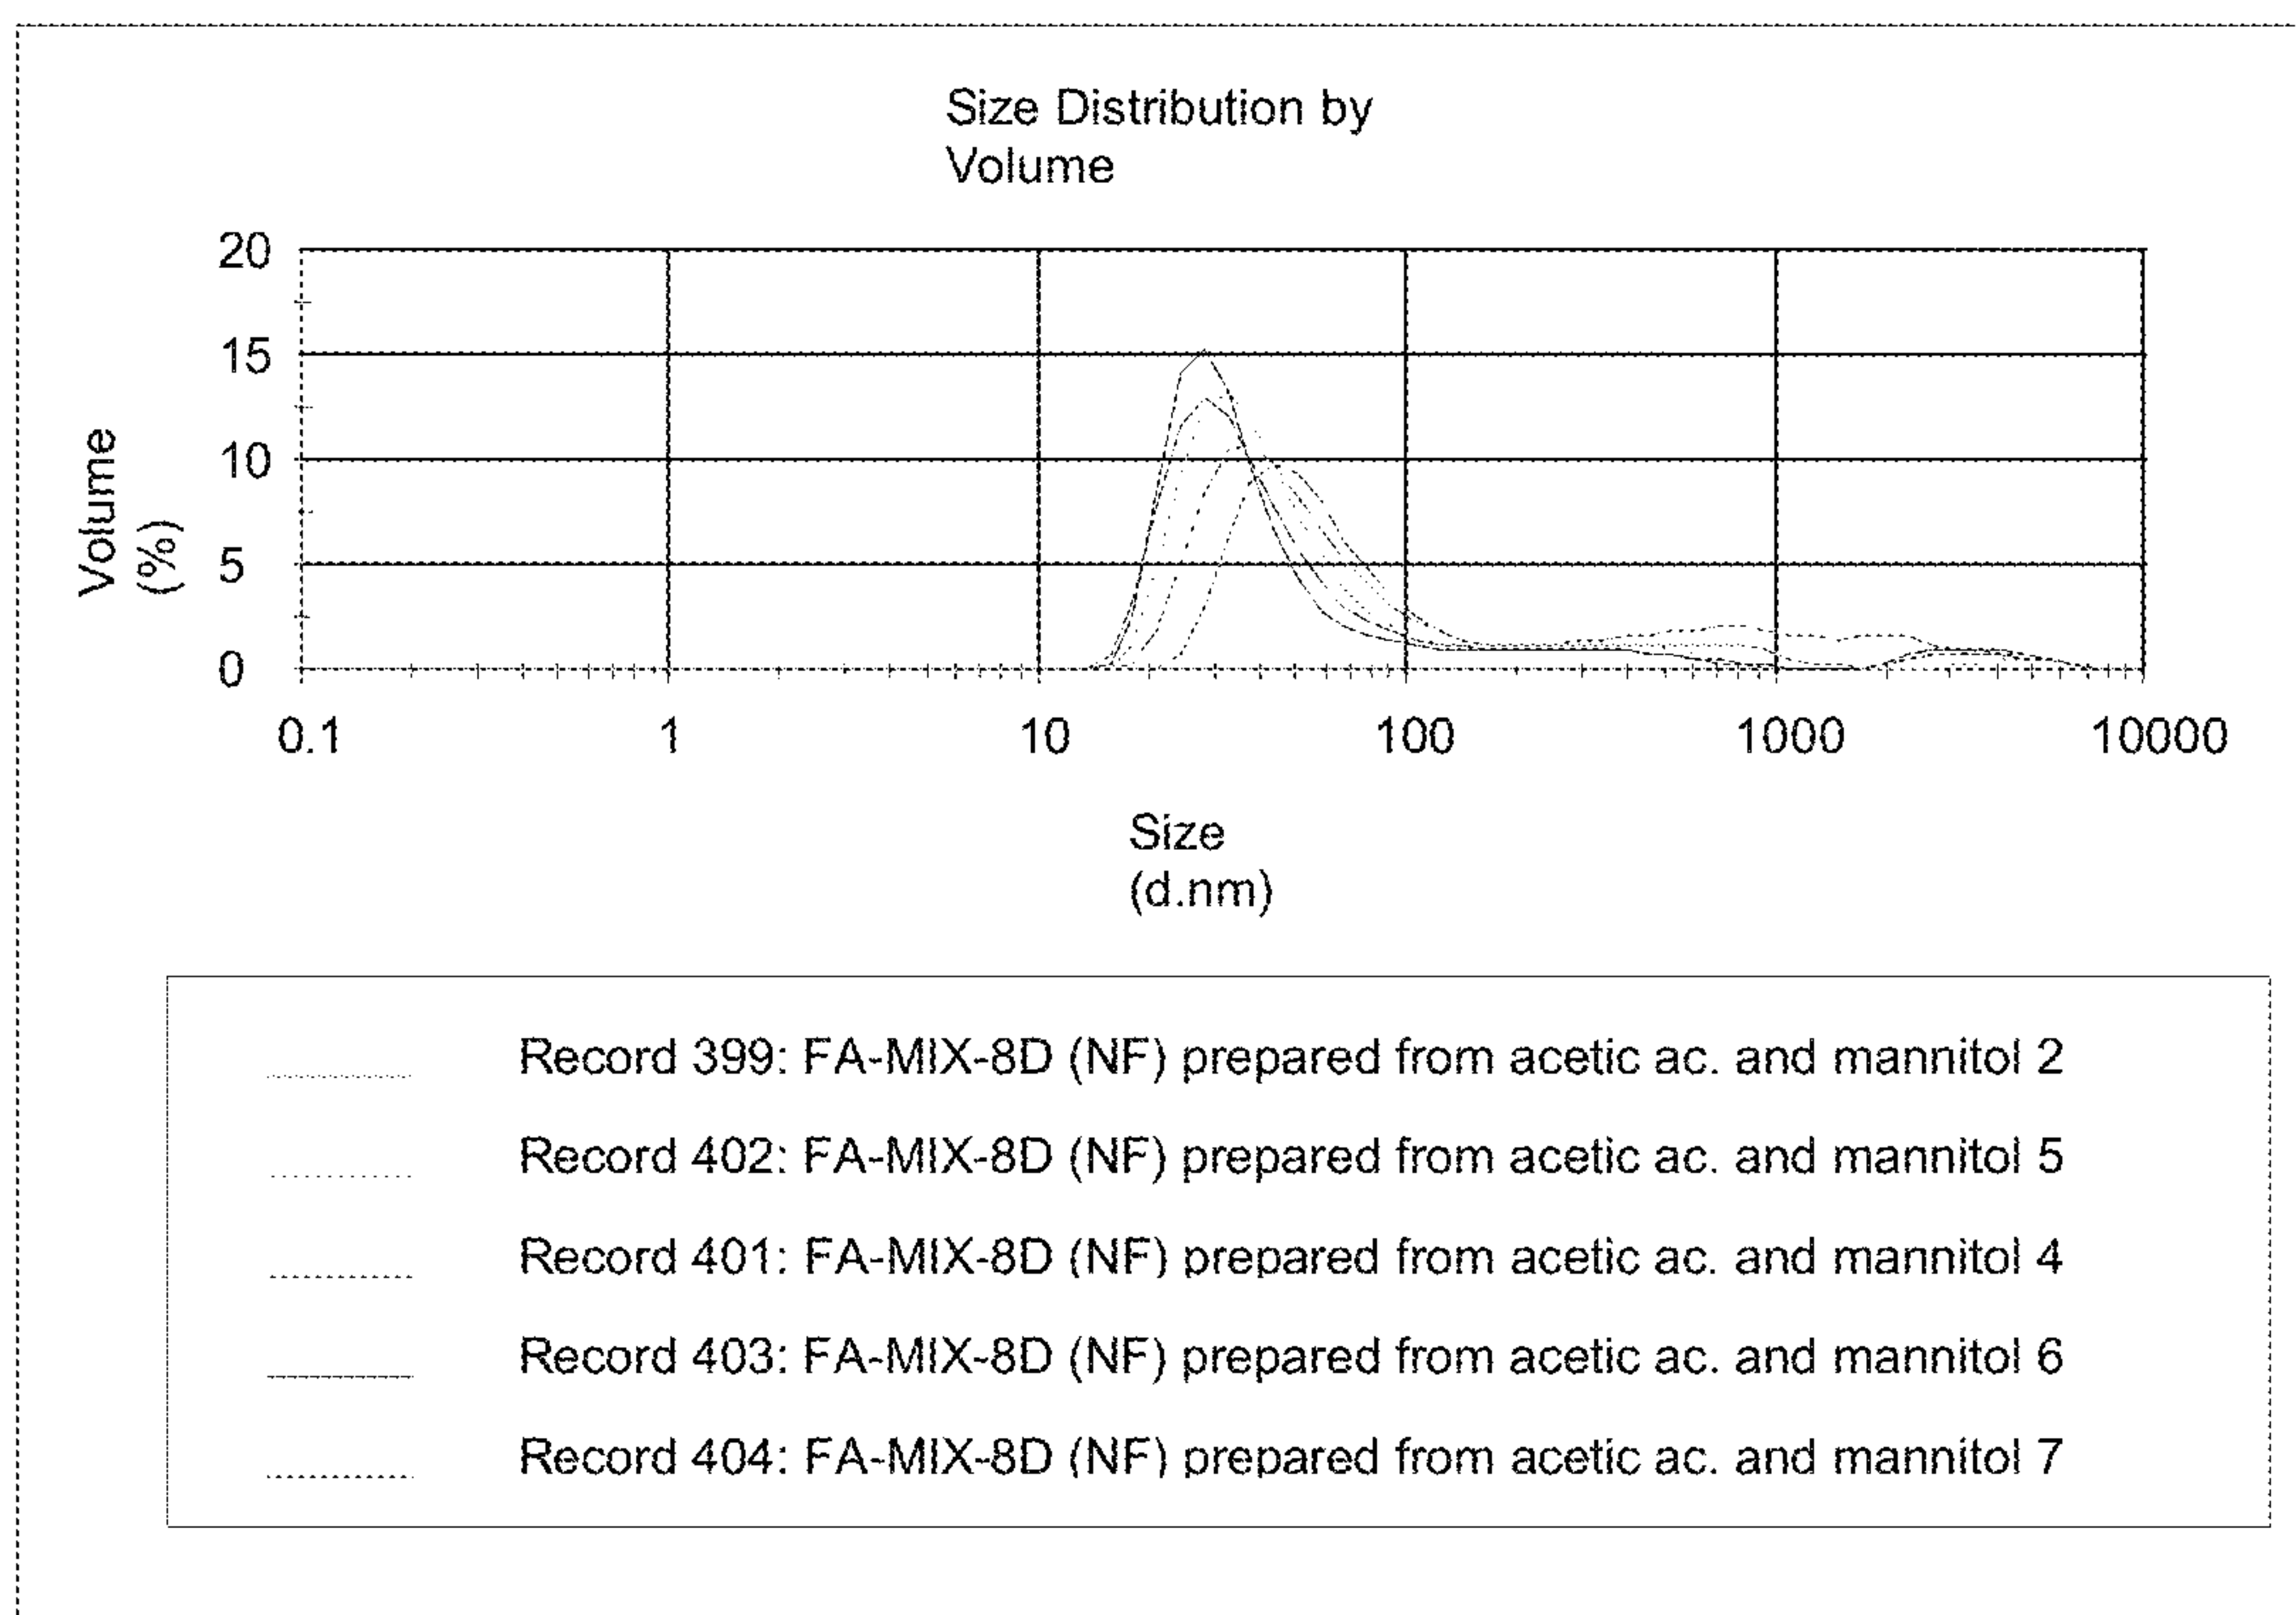 Size Distribution by
Volume
20
15
10
5
0
Volume
(%)
0.1 1 10 100 1000 10000
Size
(d.nm)
Record 399: FA-MIX-8D (NF) prepared from acetic ac. and mannitol 2
Record 402: FA-MIX-8D (NF) prepared from acetic ac. and mannitol 5
Record 401: FA-MIX-8D (NF) prepared from acetic ac. and mannitol 4
Record 403: FA-MIX-8D (NF) prepared from acetic ac. and mannitol 6
Record 404: FA-MIX-8D (NF) prepared from acetic ac. and mannitol 7